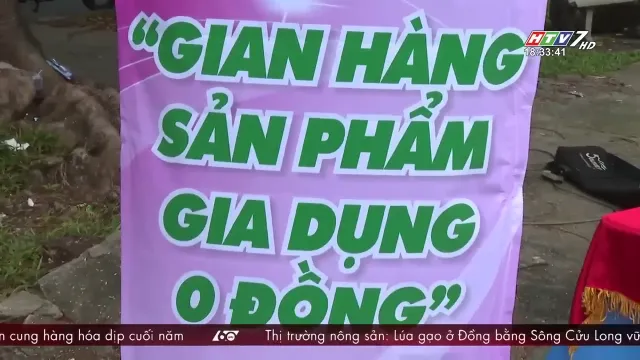 HTV7 HD
18:33:41
"GIAN HÀNG
SẢN PHẨM
GIA DỤNG
0 ĐỒNG"
cung hàng hóa dịp cuối năm
60
Thị trường nông sản: Lúa gạo ở Đồng bằng Sông Cửu Long